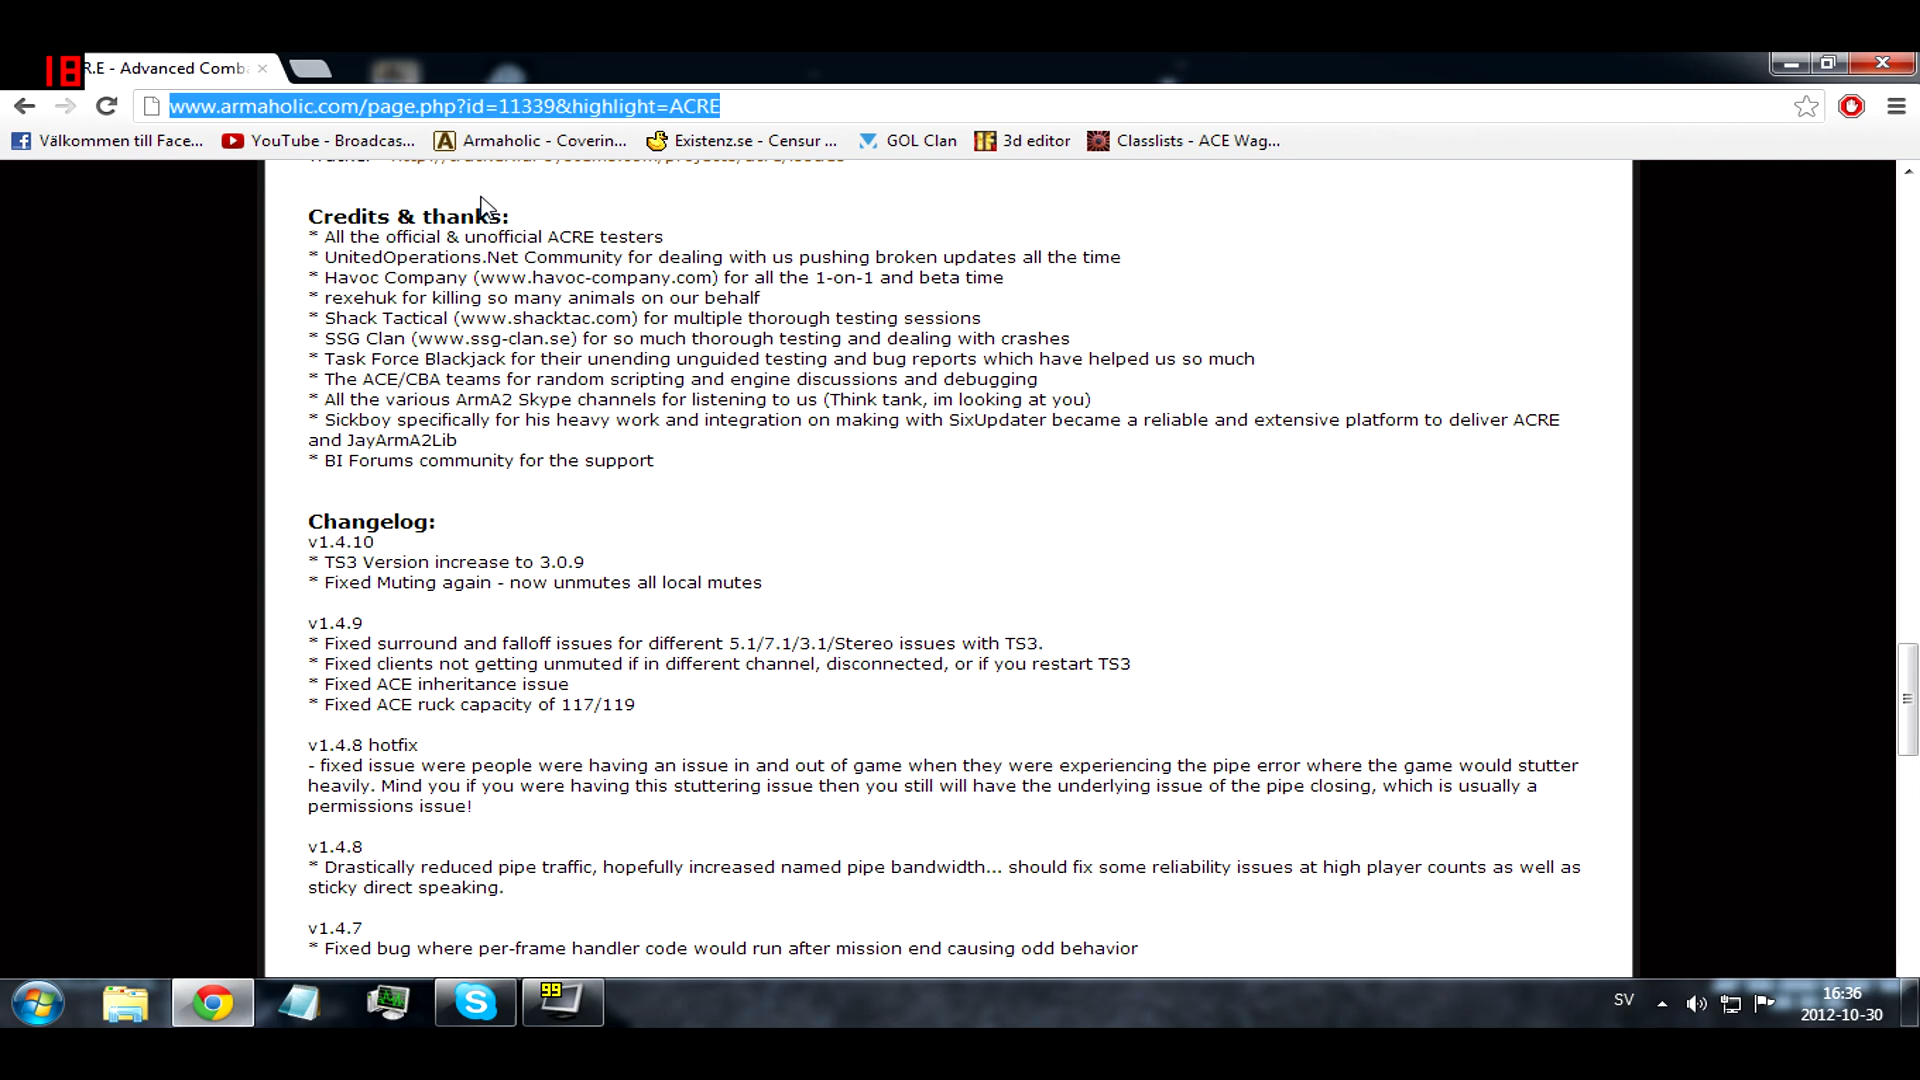 18
R.E - Advanced Comba
www.armaholic.com/page.php?id=11339&highlight=ACRE
Välkommen till Face...
YouTube - Broadcas...
Armaholic - Coverin...
Existenz.se - Censur ...
GOL Clan
3d editor
Classlists - ACE Wag...
Credits & thanks:
* All the official & unofficial ACRE testers
* UnitedOperations.Net Community for dealing with us pushing broken updates all the time
* Havoc Company (www.havoc-company.com) for all the 1-on-1 and beta time
* rexehuk for killing so many animals on our behalf
* Shack Tactical (www.shacktac.com) for multiple thorough testing sessions
* SSG Clan (www.ssg-clan.se) for so much thorough testing and dealing with crashes
* Task Force Blackjack for their unending unguided testing and bug reports which have helped us so much
* The ACE/CBA teams for random scripting and engine discussions and debugging
* All the various ArmA2 Skype channels for listening to us (Think tank, im looking at you)
* Sickboy specifically for his heavy work and integration on making with SixUpdater became a reliable and extensive platform to deliver ACRE
and JayArmA2Lib
* BI Forums community for the support
Changelog:
v1.4.10
* TS3 Version increase to 3.0.9
* Fixed Muting again - now unmutes all local mutes
v1.4.9
* Fixed surround and falloff issues for different 5.1/7.1/3.1/Stereo issues with TS3.
* Fixed clients not getting unmuted if in different channel, disconnected, or if you restart TS3
* Fixed ACE inheritance issue
* Fixed ACE ruck capacity of 117/119
v1.4.8 hotfix
- fixed issue were people were having an issue in and out of game when they were experiencing the pipe error where the game would stutter
heavily. Mind you if you were having this stuttering issue then you still will have the underlying issue of the pipe closing, which is usually a
permissions issue!
v1.4.8
* Drastically reduced pipe traffic, hopefully increased named pipe bandwidth... should fix some reliability issues at high player counts as well as
sticky direct speaking.
v1.4.7
* Fixed bug where per-frame handler code would run after mission end causing odd behavior
99
SV
16:36
2012-10-30